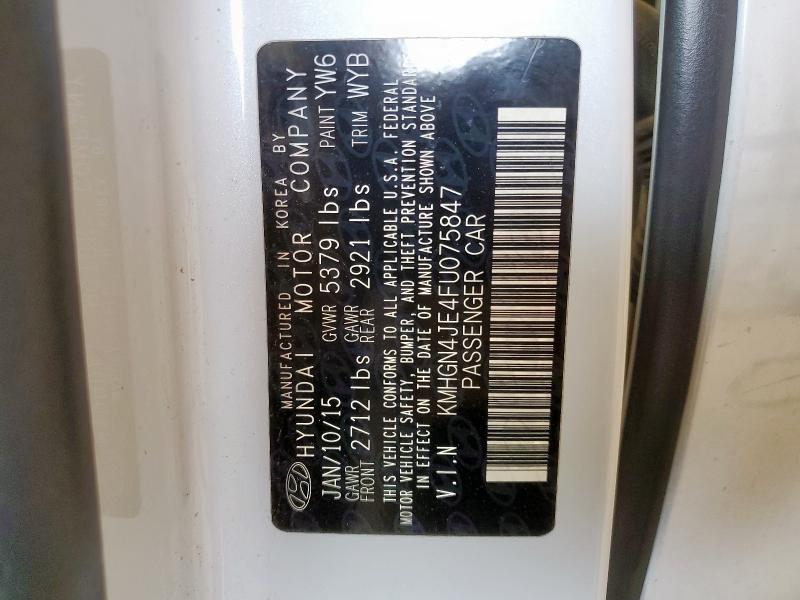 MANUFACTURED IN KOREA BY
HYUNDAI MOTOR COMPANY
JAN/10/15 GVWR 5379 lbs PAINT YW6
GAWR FRONT 2712 lbs GAWR REAR 2921 lbs TRIM WYB
THIS VEHICLE CONFORMS TO ALL APPLICABLE U.S.A. FEDERAL
MOTOR VEHICLE SAFETY, BUMPER, AND THEFT PREVENTION STANDARDS
IN EFFECT ON THE DATE OF MANUFACTURE SHOWN ABOVE
V.I.N KMHGN4JE4FU075847
PASSENGER CAR